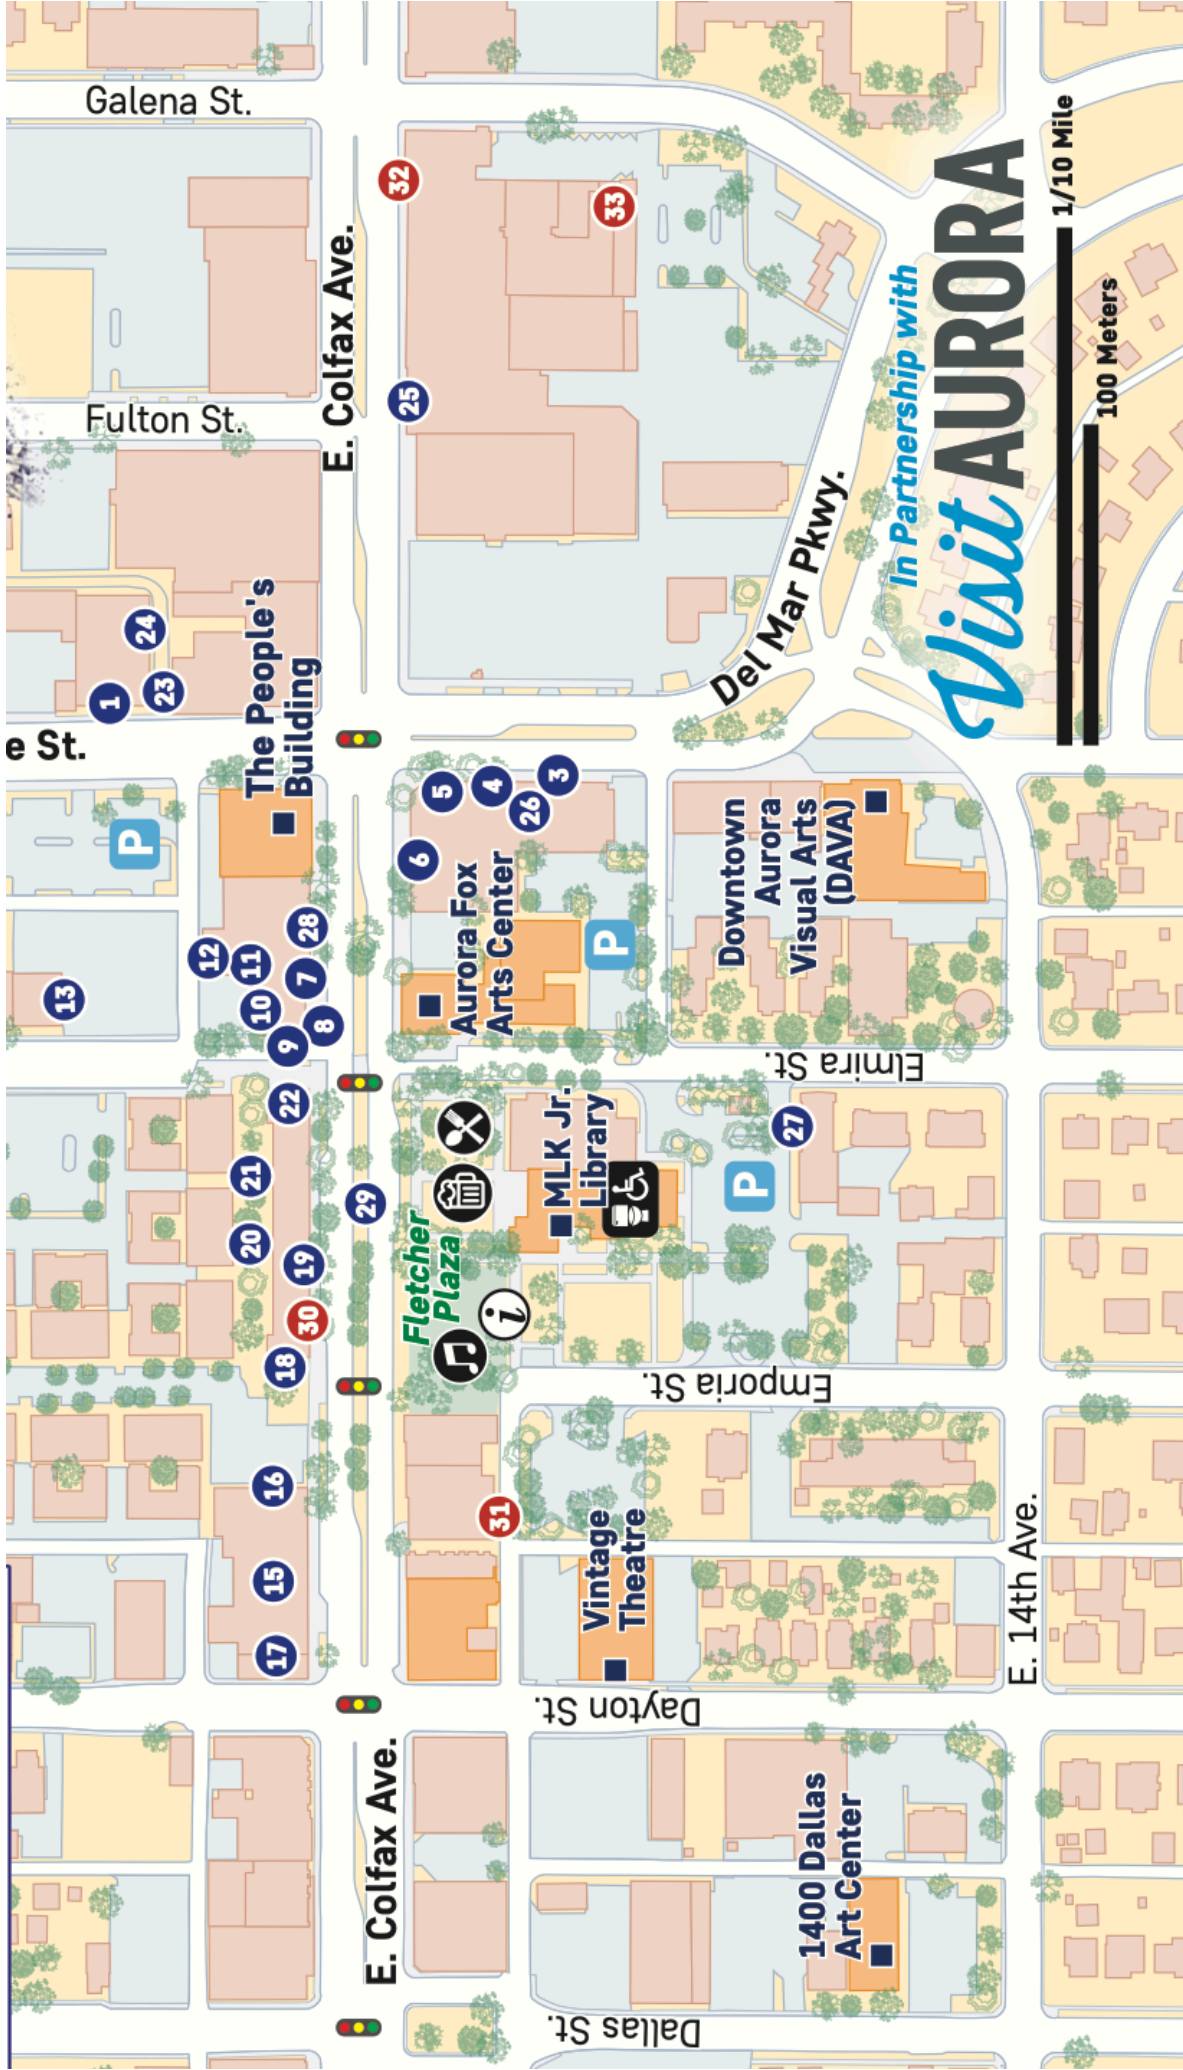 Galena St.
Fulton St.
E. Colfax Ave.
32
33
25
24
23
1
e St.
The People's
Building
P
13
12
11
10
9
28
7
8
5
4
26
3
6
Aurora Fox
Arts Center
P
Downtown
Aurora
Visual Arts
(DAVA)
Del Mar Pkwy.
In Partnership with
Visit AURORA
1/10 Mile
100 Meters
Elmira St.
22
21
20
19
30
18
29
Fletcher
Plaza
i
MLK Jr.
Library
P
27
Emporia St.
16
15
17
31
Vintage
Theatre
Dayton St.
E. 14th Ave.
E. Colfax Ave.
1400 Dallas
Art Center
Dallas St.